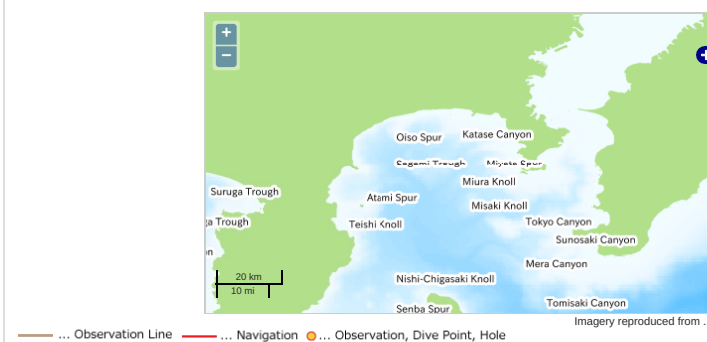 +
−
Oiso Spur
Katase Canyon
Sagami Trough
Miyata Spur
Miura Knoll
Suruga Trough
Atami Spur
Misaki Knoll
Trough
Teishi Knoll
Tokyo Canyon
Sunosaki Canyon
Mera Canyon
20 km
10 mi
Nishi-Chigasaki Knoll
Senba Spur
Tomisaki Canyon
Imagery reproduced from .
... Observation Line
... Navigation
... Observation, Dive Point, Hole